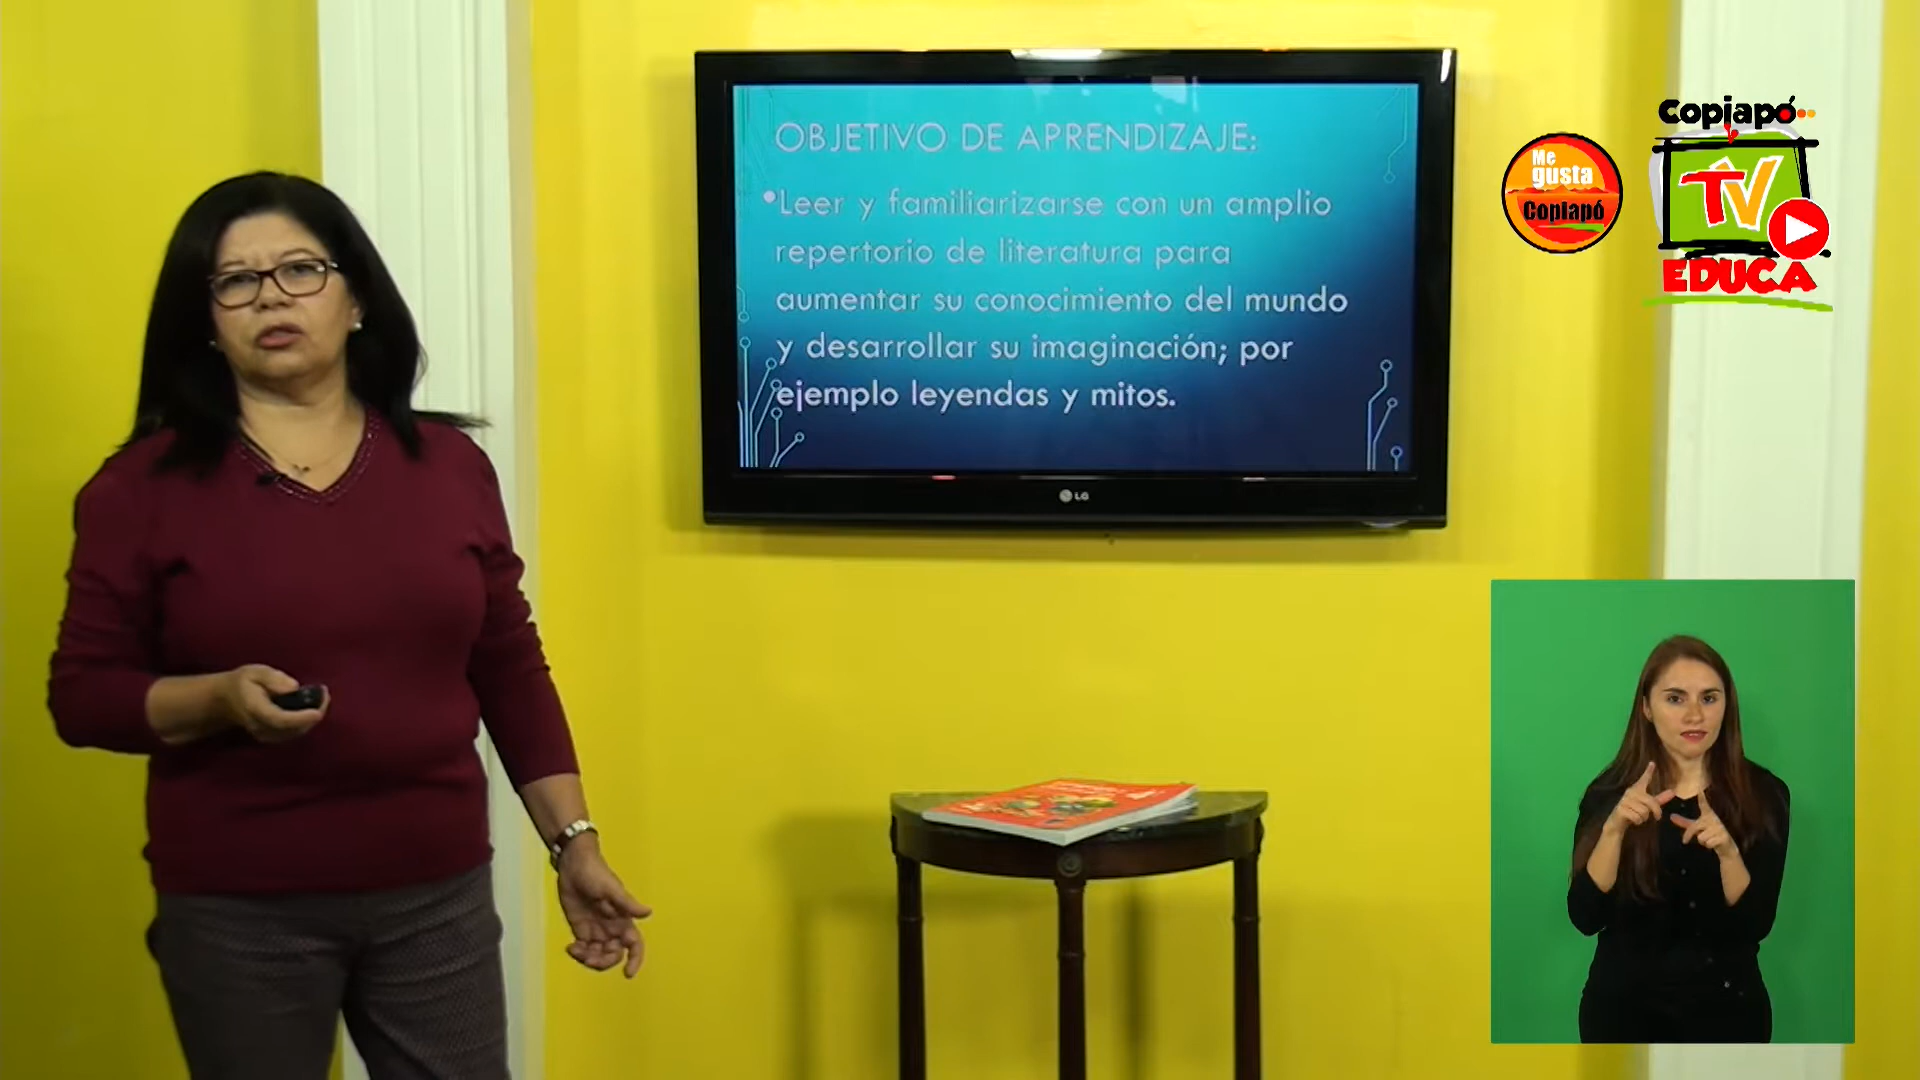 OBJETIVO DE APRENDIZAJE:
•Leer y familiarizarse con un amplio
repertorio de literatura para
aumentar su conocimiento del mundo
y desarrollar su imaginación; por
ejemplo leyendas y mitos.
LG
Me
gusta
Copiapó
Copiapó
TV
EDUCA